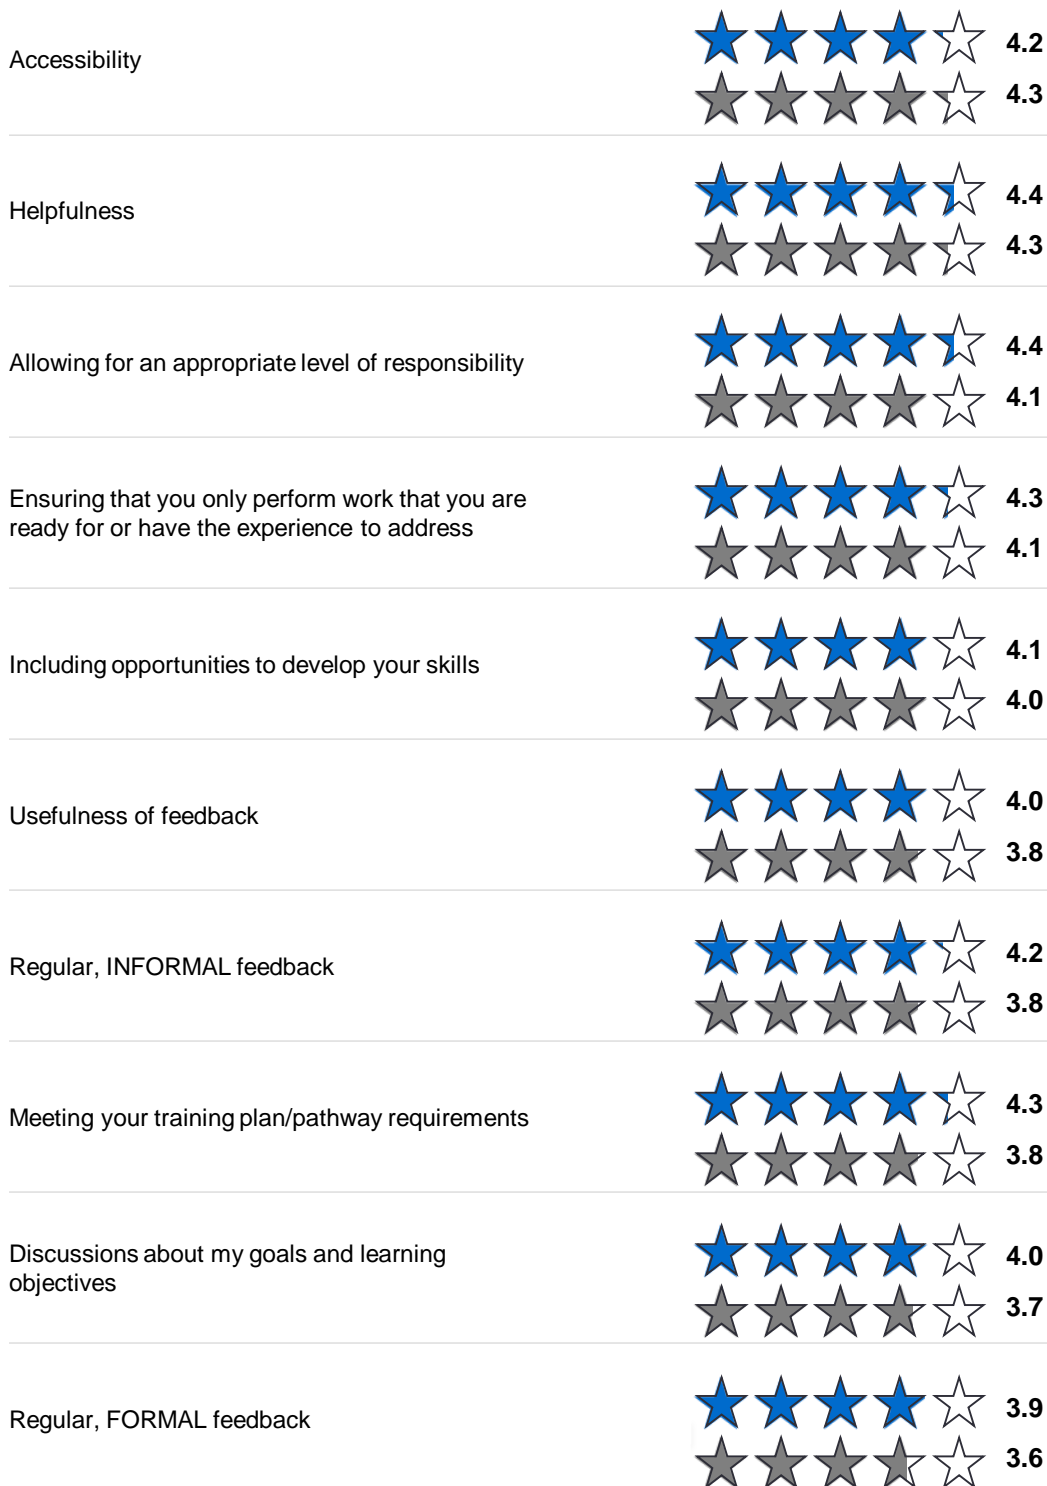 Accessibility
4.2
4.3
Helpfulness
4.4
4.3
Allowing for an appropriate level of responsibility
4.4
4.1
Ensuring that you only perform work that you are
ready for or have the experience to address
4.3
4.1
Including opportunities to develop your skills
4.1
4.0
Usefulness of feedback
4.0
3.8
Regular, INFORMAL feedback
4.2
3.8
Meeting your training plan/pathway requirements
4.3
3.8
Discussions about my goals and learning
objectives
4.0
3.7
Regular, FORMAL feedback
3.9
3.6